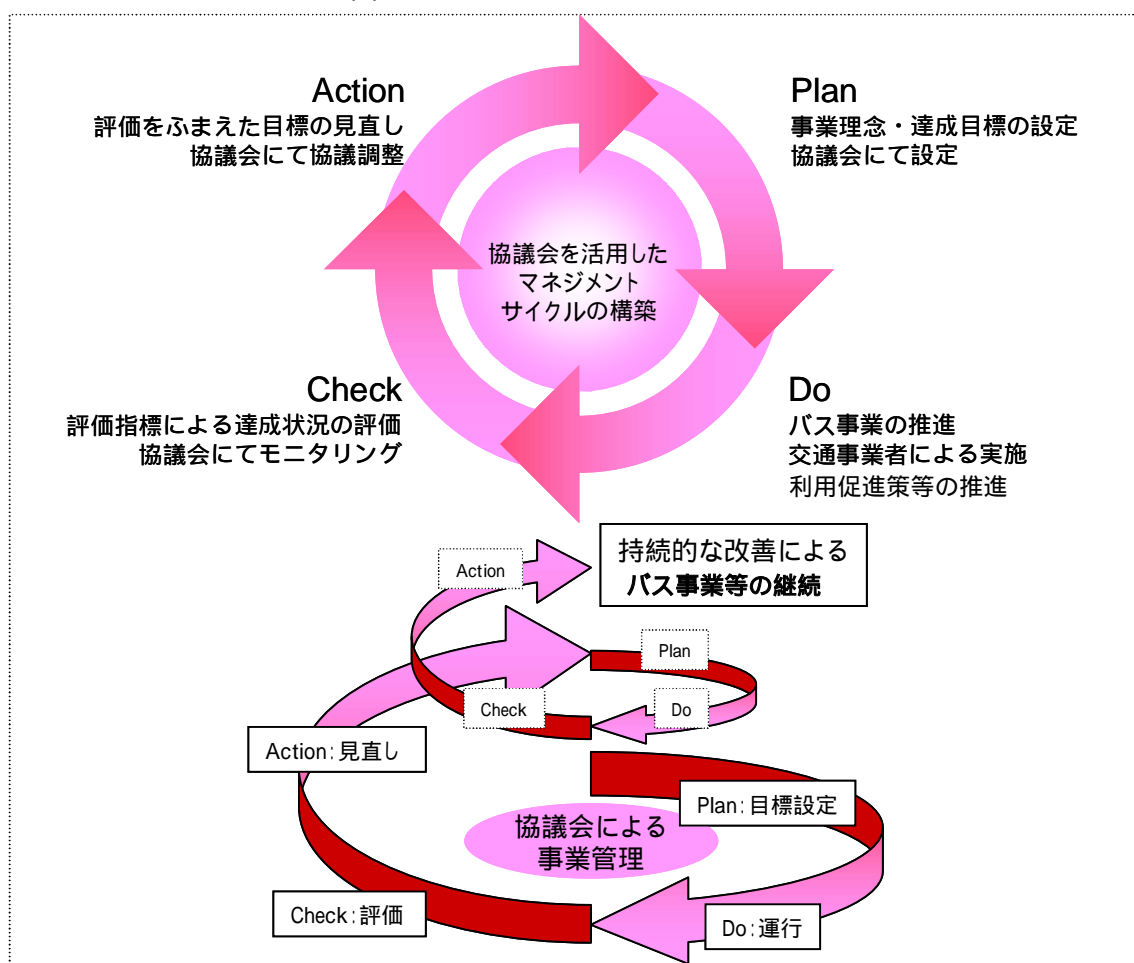 Action
評価をふまえた目標の見直し
協議会にて協議調整
Plan
事業理念・達成目標の設定
協議会にて設定
協議会を活用した
マネジメント
サイクルの構築
Check
評価指標による達成状況の評価
協議会にてモニタリング
Do
バス事業の推進
交通事業者による実施
利用促進策等の推進
持続的な改善による
バス事業等の継続
Action
Plan
Check
Do
Action：見直し
Plan：目標設定
協議会による
事業管理
Check：評価
Do：運行